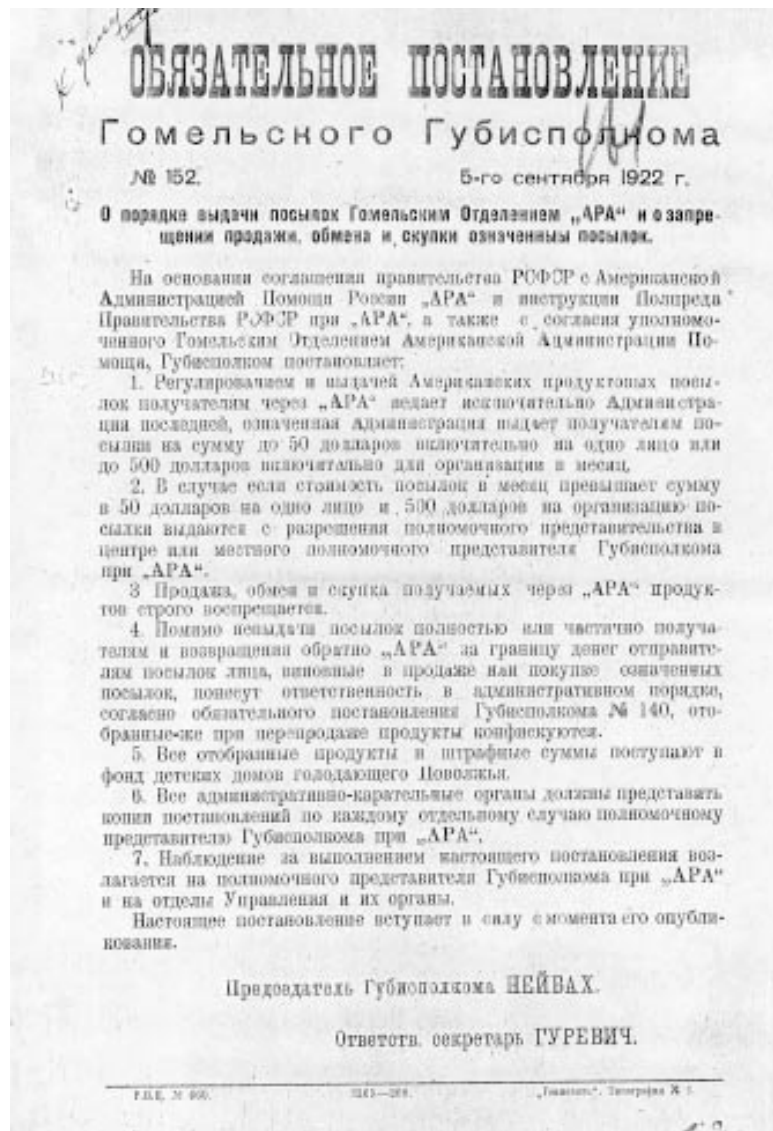 ОБЯЗАТЕЛЬНОЕ ПОСТАНОВЛЕНИЕ
Гомельского Губисполкома
№ 152. 5-го сентября 1922 г.
О порядке выдачи посылок Гомельским Отделением „АРА“ и о запре-
щении продажи, обмена и скупки означенныы посылок.
На основании соглашения правительства РСФСР с Американской
Администрацией Помощи России „АРА“ и инструкции Полпреда
Правительства РСФСР при „АРА“, а также с согласия уполномо-
ченного Гомельским Отделением Американской Администрации По-
мощи, Губисполком постановляет:
1. Регулированием и выдачей Американских продуктовых посы-
лок получателям через „АРА“ ведает исключительно Администра-
ция последней, означенная Администрация выдает получателям по-
сылки на сумму до 50 долларов включительно на одно лицо или
до 500 долларов включительно для организации в месяц.
2. В случае если стоимость посылок в месяц превышает сумму
в 50 долларов на одно лицо и 500 долларов на организацию по-
сылки выдаются с разрешения полномочного представительства в
центре или местного полномочного представителя Губисполкома
при „АРА“.
3 Продажа, обмен и скупка получаемых через „АРА“ продук-
тов строго воспрещается.
4. Помимо невыдачи посылок полностью или частично получа-
телям и возвращения обратно „АРА“ за границу денег отправите-
лям посылок лица, виновные в продаже или покупке означенных
посылок, понесут ответственность в административном порядке,
согласно обязательного постановления Губисполкома № 140, ото-
бранные-же при перепродаже продукты конфискуются.
5. Все отобранные продукты и штрафные суммы поступают в
фонд детских домов голодающего Поволжья.
6. Все административно-карательные органы должны представять
копии постановлений по каждому отдельному случаю полномочному
представителю Губисполкома при „АРА“.
7. Наблюдение за выполнением настоящего постановления воз-
лагается на полномочного представителя Губисполкома при „АРА“
и на отделы Управления и их органы.
Настоящее постановление вступает в силу с момента его опубли-
кования.
Председатель Губисполкома НЕЙБАХ.
Ответств. секретарь ГУРЕВИЧ.
Типография №